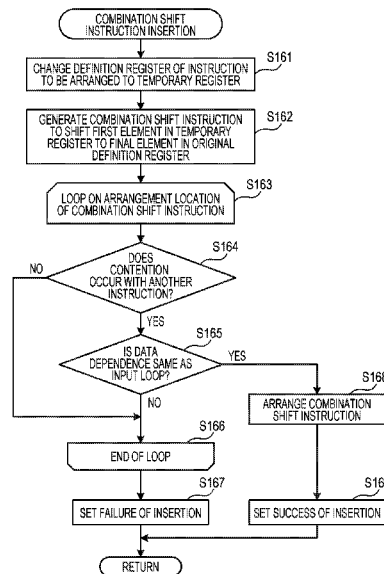 COMBINATION SHIFT
INSTRUCTION INSERTION
S161
CHANGE DEFINITION REGISTER OF INSTRUCTION
TO BE ARRANGED TO TEMPORARY REGISTER
S162
GENERATE COMBINATION SHIFT INSTRUCTION
TO SHIFT FIRST ELEMENT IN TEMPORARY
REGISTER TO FINAL ELEMENT IN ORIGINAL
DEFINITION REGISTER
S163
LOOP ON ARRANGEMENT LOCATION
OF COMBINATION SHIFT INSTRUCTION
S164
DOES
CONTENTION
OCCUR WITH ANOTHER
INSTRUCTION?
NO
YES
S165
IS DATA
DEPENDENCE SAME AS
INPUT LOOP?
YES
NO
S168
ARRANGE COMBINATION
SHIFT INSTRUCTION
S166
END OF LOOP
S167
SET FAILURE OF INSERTION
S16
SET SUCCESS OF INSERTION
RETURN